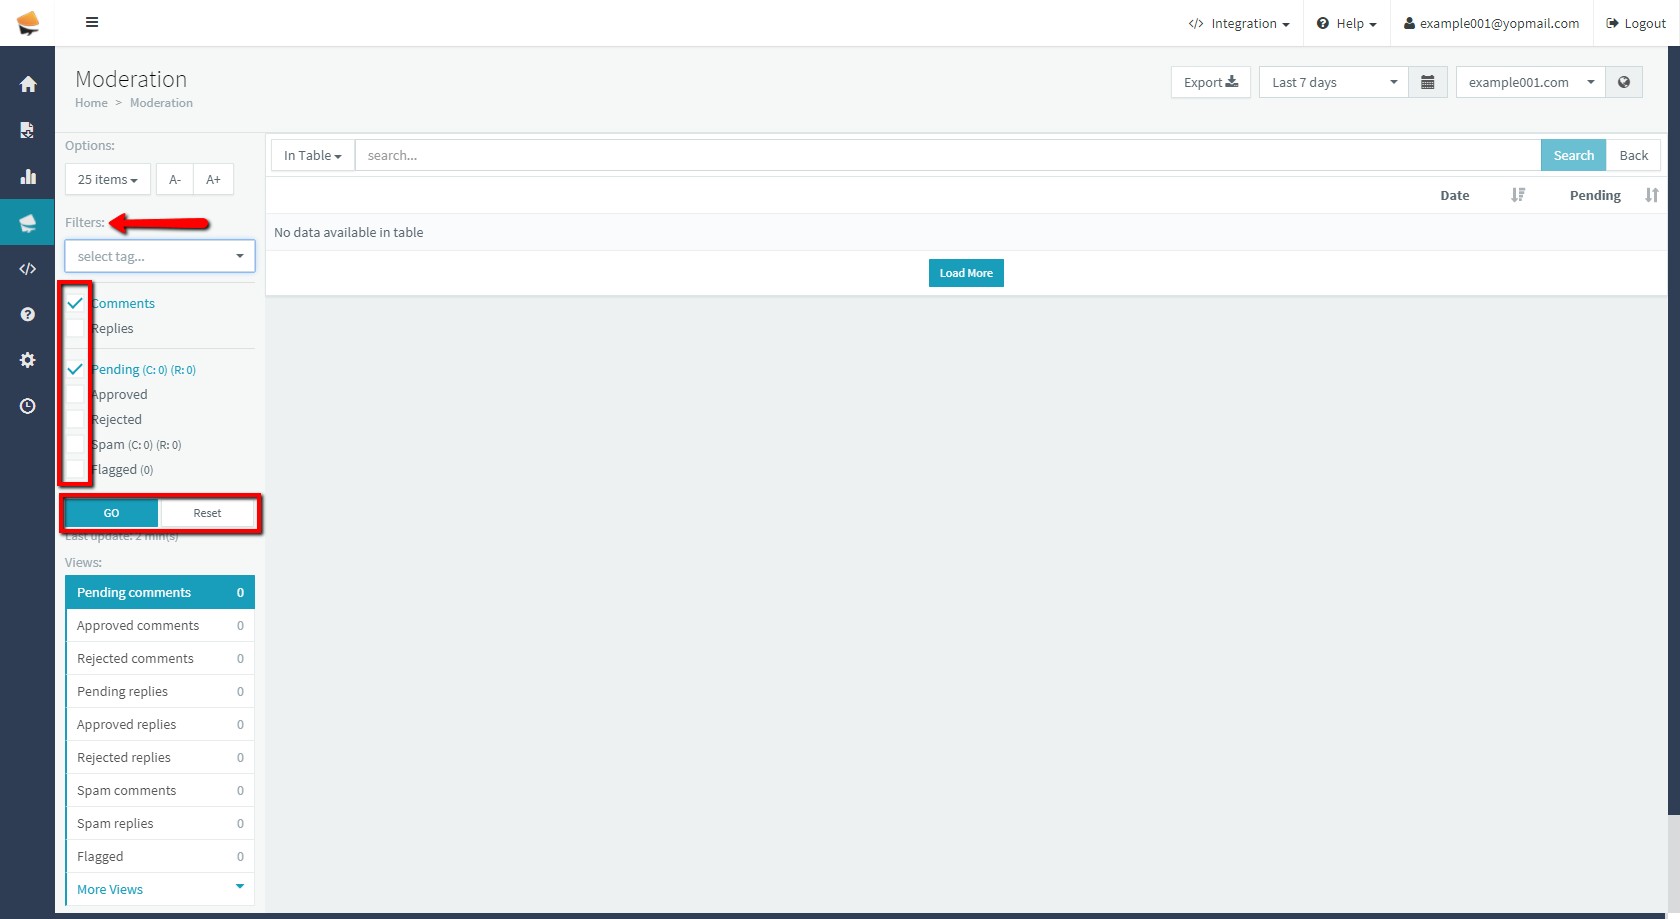 Integration
Help
example001@yopmail.com
Logout
Moderation
Home > Moderation
Export
Last 7 days
example001.com
Options:
25 items
A-
A+
Filters:
select tag...
Comments
Replies
Pending (C: 0) (R: 0)
Approved
Rejected
Spam (C: 0) (R: 0)
Flagged (0)
GO
Reset
Last update: 2 min(s)
Views:
Pending comments 0
Approved comments 0
Rejected comments 0
Pending replies 0
Approved replies 0
Rejected replies 0
Spam comments 0
Spam replies 0
Flagged 0
More Views
In Table
search...
Search
Back
Date
Pending
No data available in table
Load More